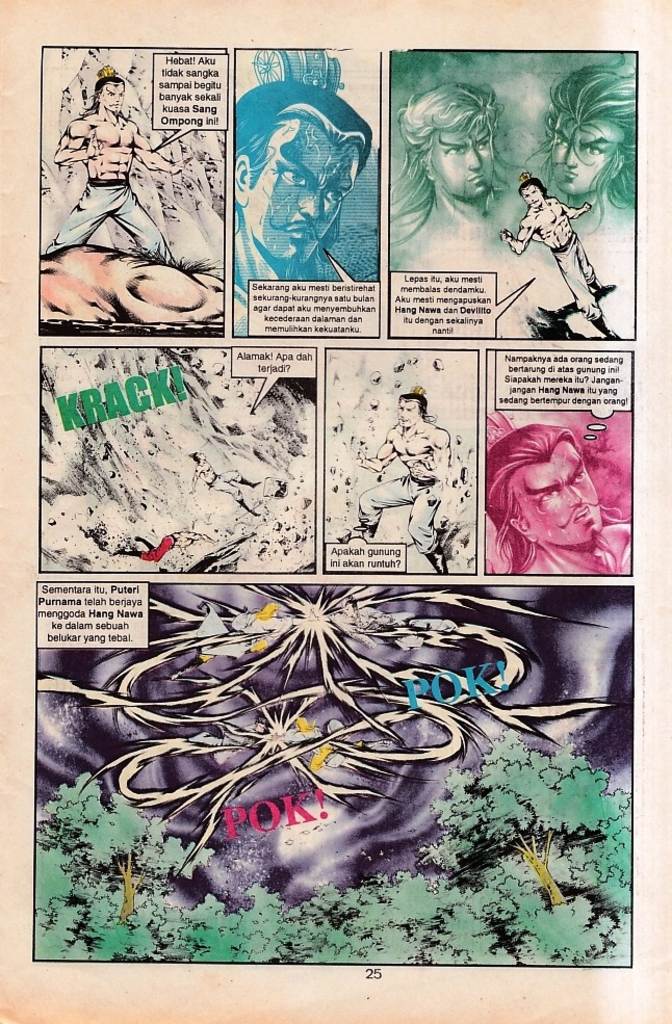 Hebat! Aku
tidak sangka
sampai begitu
banyak sekali
kuasa Sang
Ompong ini!
Sekarang aku mesti beristirehat
sekurang-kurangnya satu bulan
agar dapat aku menyembuhkan
kecederaan dalaman dan
memulihkan kekuatanku.
Lepas itu, aku mesti
membalas dendamku.
Aku mesti mengapuskan
Hang Nawa dan Devilito
itu dengan sekalinya
nanti!
KRACK!
Alamak! Apa dah
terjadi?
Apakah gunung
ini akan runtuh?
Nampaknya ada orang sedang
bertarung di atas gunung ini!
Siapakah mereka itu? Jangan-
jangan Hang Nawa itu yang
sedang bertempur dengan orang!
Sementara itu, Puteri
Purnama telah berjaya
menggoda Hang Nawa
ke dalam sebuah
belukar yang tebal.
POK!
POK!
25